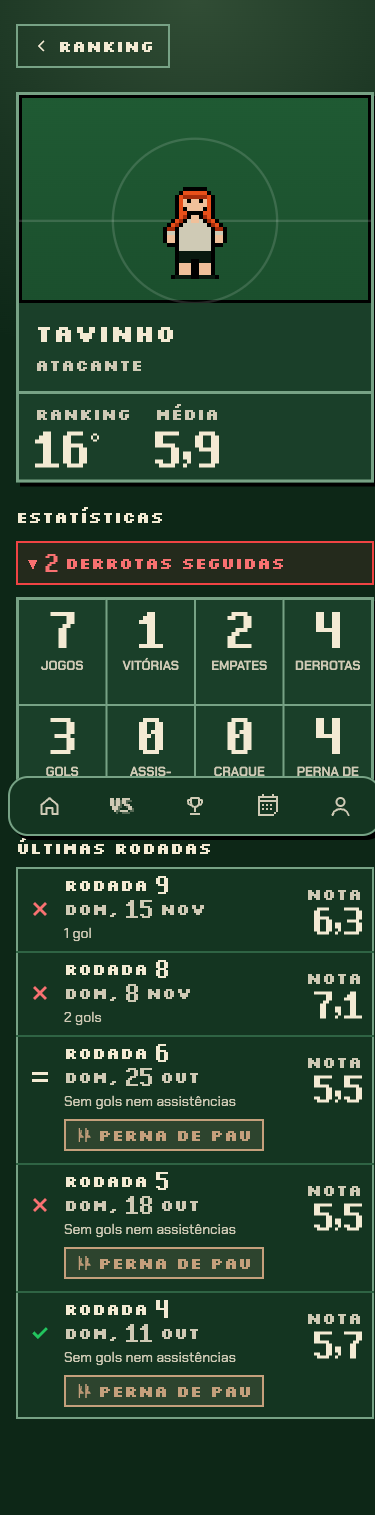 RANKING
TAVINHO
ATACANTE
RANKING MÉDIA
16° 5,9
ESTATÍSTICAS
▼ 2 DERROTAS SEGUIDAS
7 1 2 4
JOGOS VITÓRIAS EMPATES DERROTAS
3 0 0 4
GOLS ASSIS- CRAQUE PERNA DE
VS
ÚLTIMAS RODADAS
RODADA 9
DOM, 15 NOV
1 gol
NOTA
6,3
RODADA 8
DOM, 8 NOV
2 gols
NOTA
7,1
RODADA 6
DOM, 25 OUT
Sem gols nem assistências
PERNA DE PAU
NOTA
5,5
RODADA 5
DOM, 18 OUT
Sem gols nem assistências
PERNA DE PAU
NOTA
5,5
RODADA 4
DOM, 11 OUT
Sem gols nem assistências
PERNA DE PAU
NOTA
5,7